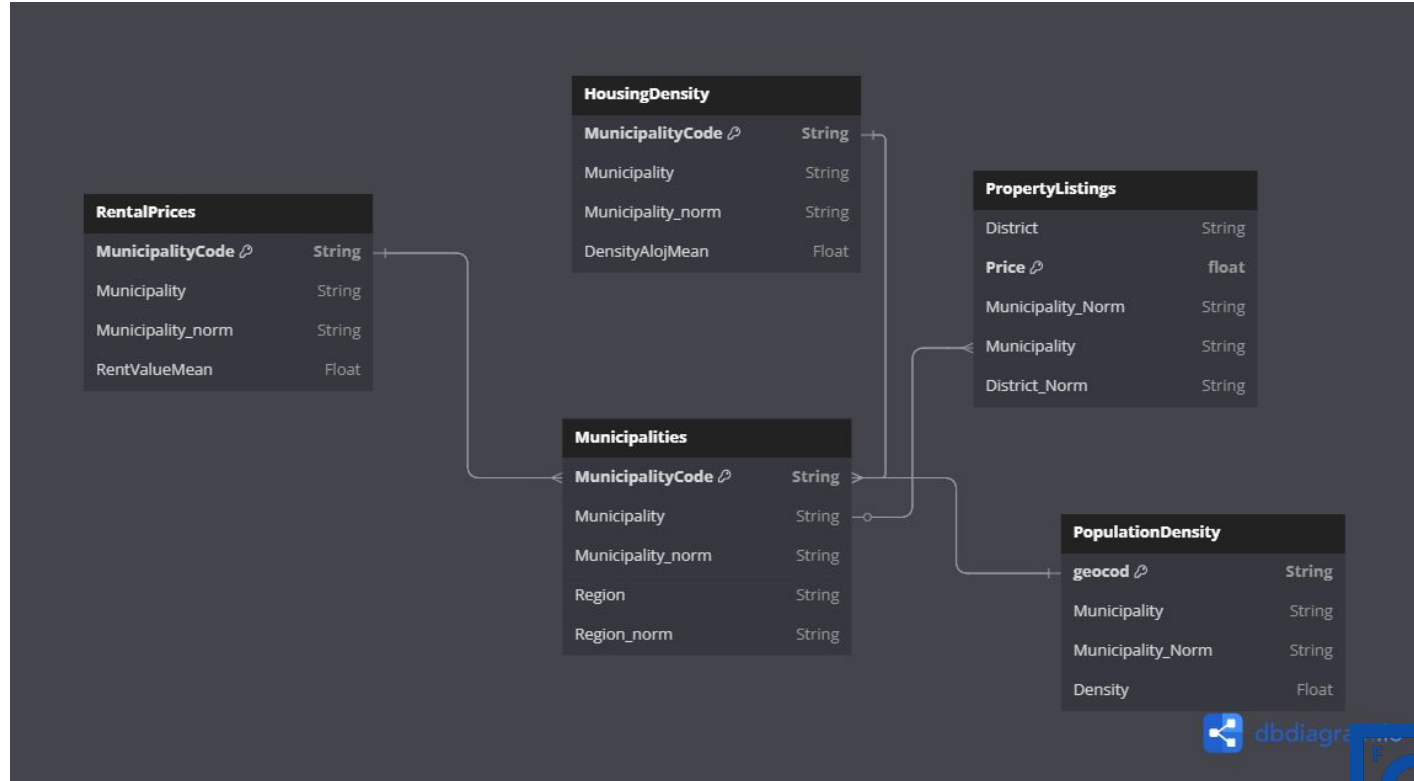 HousingDensity
MunicipalityCode String
Municipality String
Municipality_norm String
DensityAlojMean Float
PropertyListings
District String
Price float
Municipality_Norm String
Municipality String
District_Norm String
RentalPrices
MunicipalityCode String
Municipality String
Municipality_norm String
RentValueMean Float
Municipalities
MunicipalityCode String
Municipality String
Municipality_norm String
Region String
Region_norm String
PopulationDensity
geocod String
Municipality String
Municipality_Norm String
Density Float
F